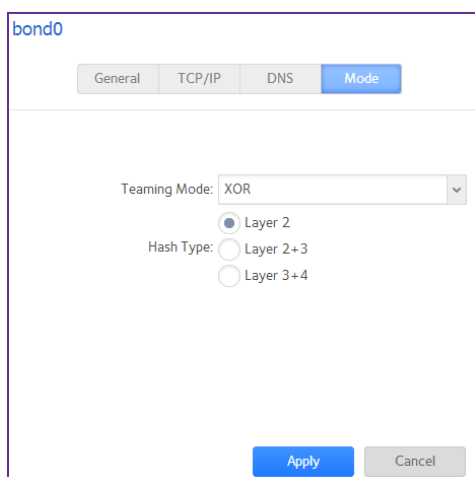 bond0
General TCP/IP DNS Mode
Teaming Mode: XOR
Layer 2
Hash Type: Layer 2+3
Layer 3+4
Apply Cancel